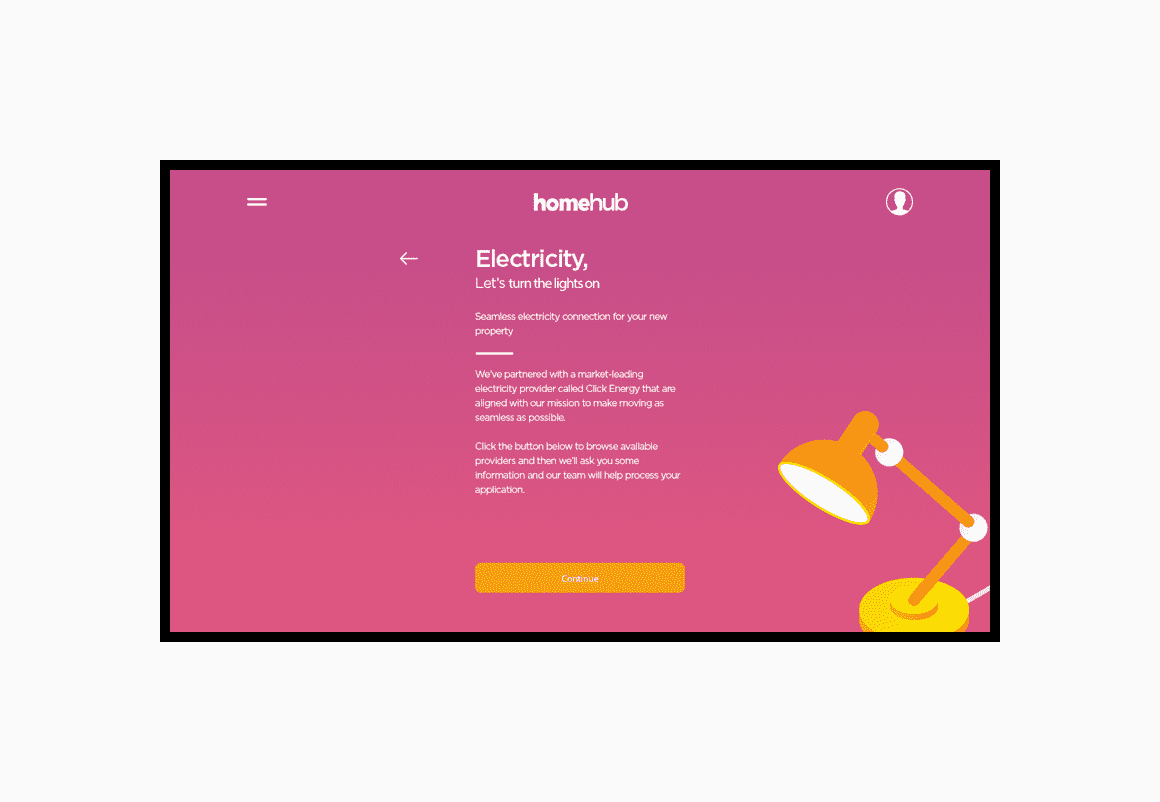 homehub
Electricity,
Let's turn the lights on
Seamless electricity connection for your new
property
We've partnered with a market-leading
electricity provider called Click Energy that are
aligned with our mission to make moving as
seamless as possible.
Click the button below to browse available
providers and then we'll ask you some
information and our team will help process your
application.
Continue